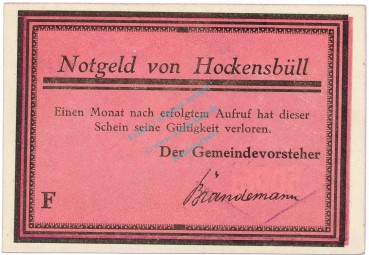 Notgeld von Hockensbüll
Einen Monat nach erfolgtem Aufruf hat dieser
Schein seine Gültigkeit verloren.
Der Gemeindevorsteher
F
Brandemann